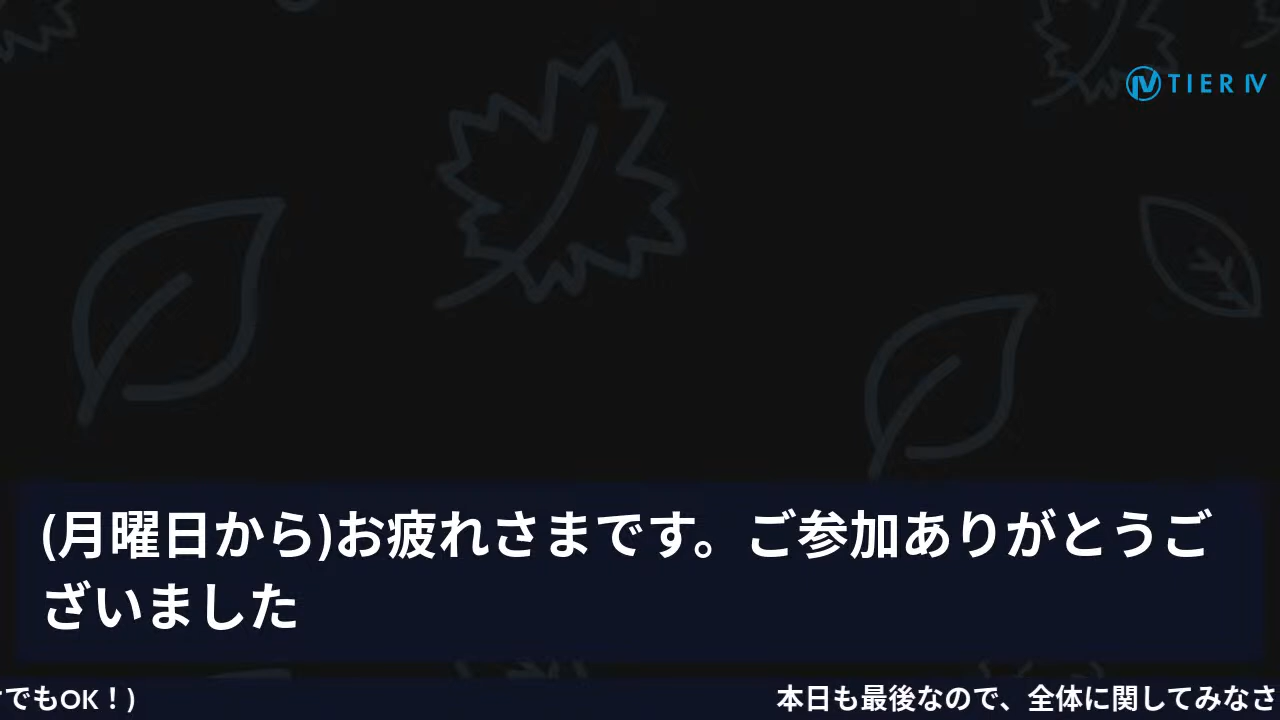 TIER IV
(月曜日から)お疲れさまです。ご参加ありがとうご
ざいました
でもOK！)
本日も最後なので、全体に関してみなさ